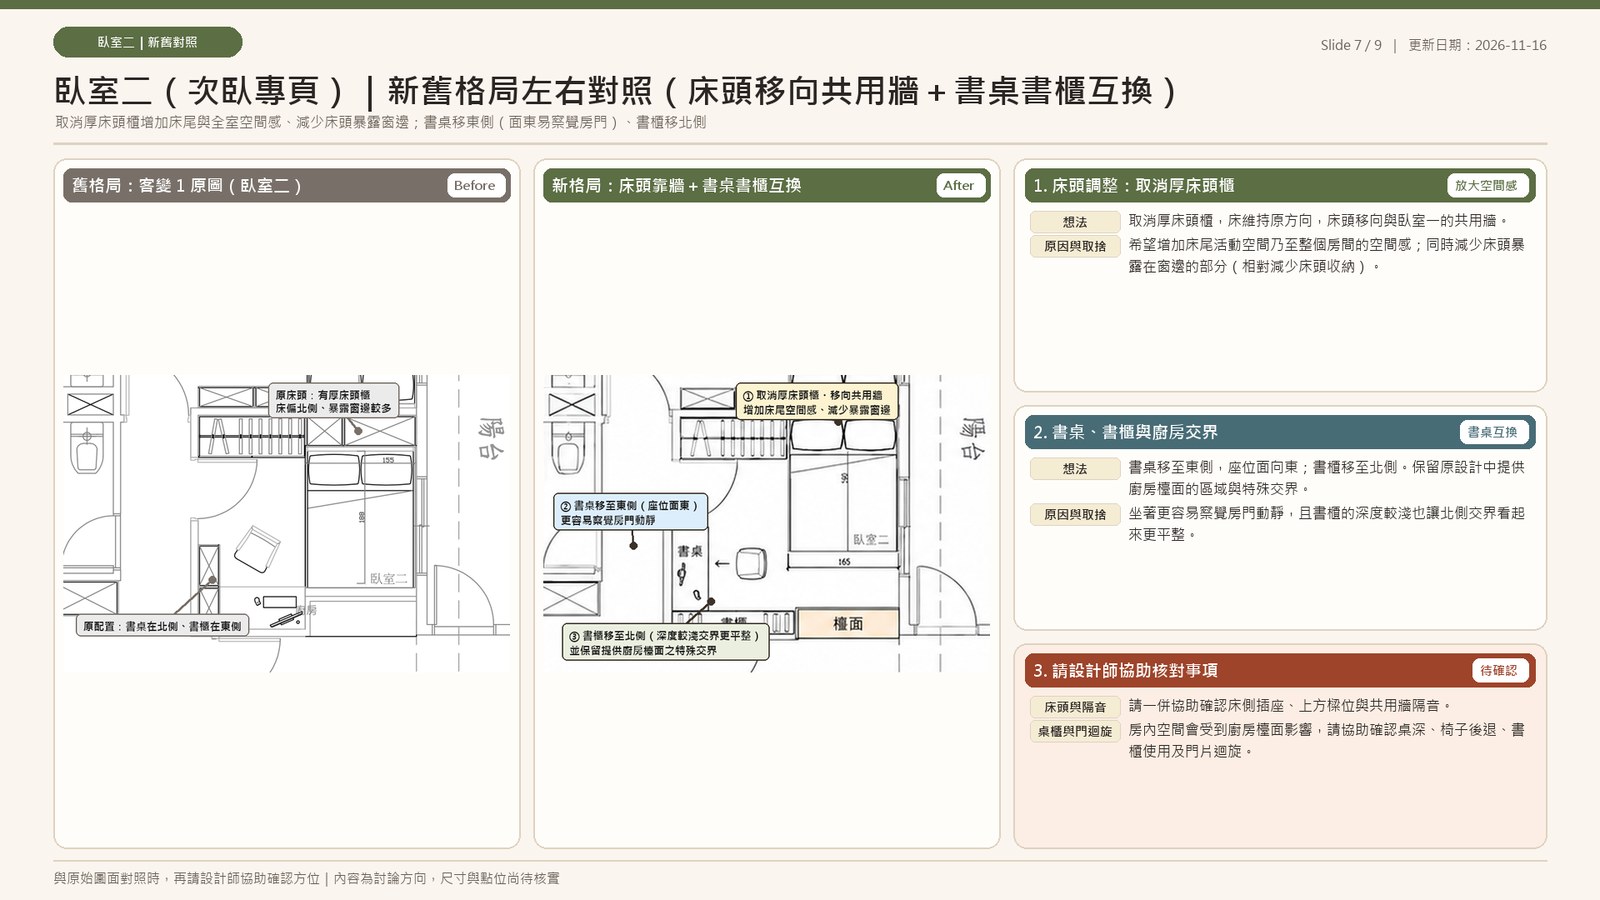 臥室二｜新舊對照
Slide 7 / 9 ｜ 更新日期：2026-11-16
臥室二（次臥專頁）｜新舊格局左右對照（床頭移向共用牆＋書桌書櫃互換）
取消厚床頭櫃增加床尾與全室空間感、減少床頭暴露窗邊；書桌移東側（面東易察覺房門）、書櫃移北側
舊格局：客變 1 原圖（臥室二）
Before
原床頭：有厚床頭櫃
床偏北側、暴露窗邊較多
陽台
155
188
臥室二
原配置：書桌在北側、書櫃在東側
新格局：床頭靠牆＋書桌書櫃互換
After
① 取消厚床頭櫃．移向共用牆
增加床尾空間感、減少暴露窗邊
陽台
② 書桌移至東側（座位面東）
更容易察覺房門動靜
臥室二
書桌
165
檯面
③ 書櫃移至北側（深度較淺交界更平整）
並保留提供廚房檯面之特殊交界
1. 床頭調整：取消厚床頭櫃
放大空間感
想法
取消厚床頭櫃，床維持原方向，床頭移向與臥室一的共用牆。
原因與取捨
希望增加床尾活動空間乃至整個房間的空間感；同時減少床頭暴
露在窗邊的部分（相對減少床頭收納）。
2. 書桌、書櫃與廚房交界
書桌互換
想法
書桌移至東側，座位面向東；書櫃移至北側。保留原設計中提供
廚房檯面的區域與特殊交界。
原因與取捨
坐著更容易察覺房門動靜，且書櫃的深度較淺也讓北側交界看起
來更平整。
3. 請設計師協助核對事項
待確認
床頭與隔音
請一併協助確認床側插座、上方樑位與共用牆隔音。
桌櫃與門迴旋
房內空間會受到廚房檯面影響，請協助確認桌深、椅子後退、書
櫃使用及門片迴旋。
與原始圖面對照時，再請設計師協助確認方位｜內容為討論方向，尺寸與點位尚待核實